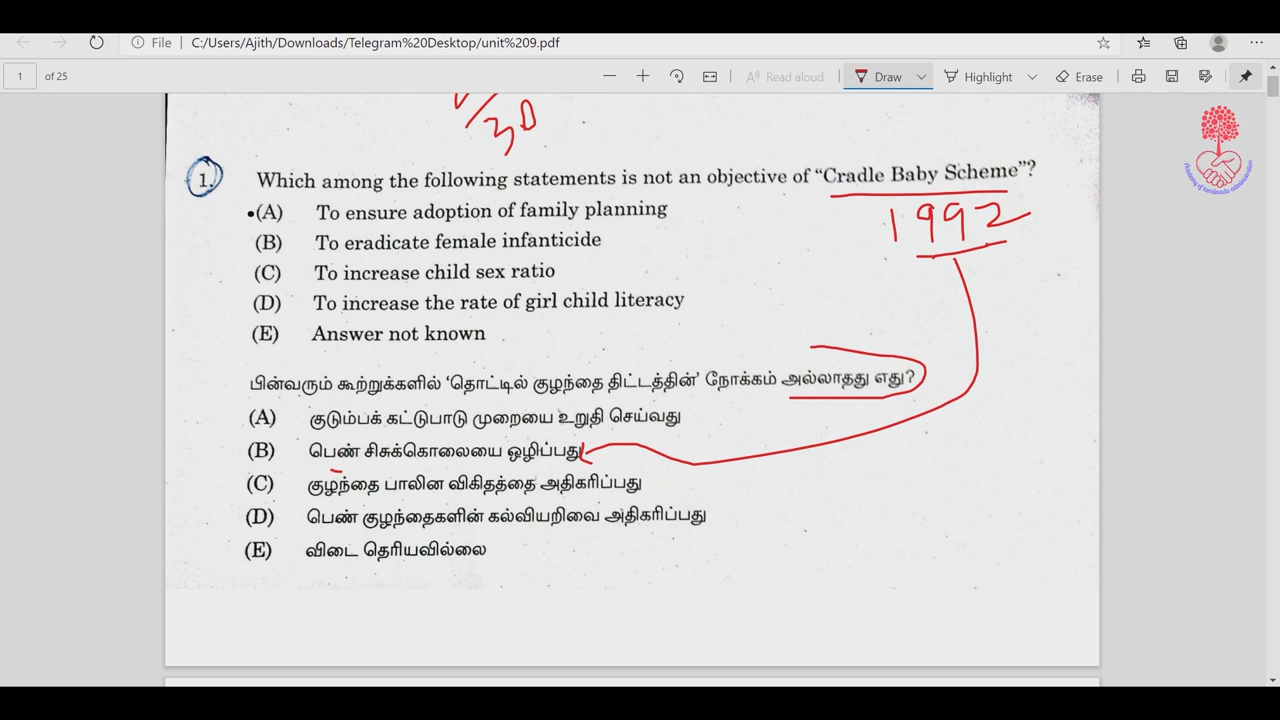 File C:/Users/Ajith/Downloads/Telegram%20Desktop/unit%209.pdf
1 of 25 Read aloud Draw Highlight Erase
30
1. Which among the following statements is not an objective of “Cradle Baby Scheme”?
1992
•(A) To ensure adoption of family planning
(B) To eradicate female infanticide
(C) To increase child sex ratio
(D) To increase the rate of girl child literacy
(E) Answer not known
பின்வரும் கூற்றுக்களில் ‘தொட்டில் குழந்தை திட்டத்தின்’ நோக்கம் அல்லாதது எது?
(A) குடும்பக் கட்டுபாடு முறையை உறுதி செய்வது
(B) பெண் சிசுக்கொலையை ஒழிப்பது
(C) குழந்தை பாலின விகிதத்தை அதிகரிப்பது
(D) பெண் குழந்தைகளின் கல்வியறிவை அதிகரிப்பது
(E) விடை தெரியவில்லை
Academy of tamilnadu administration